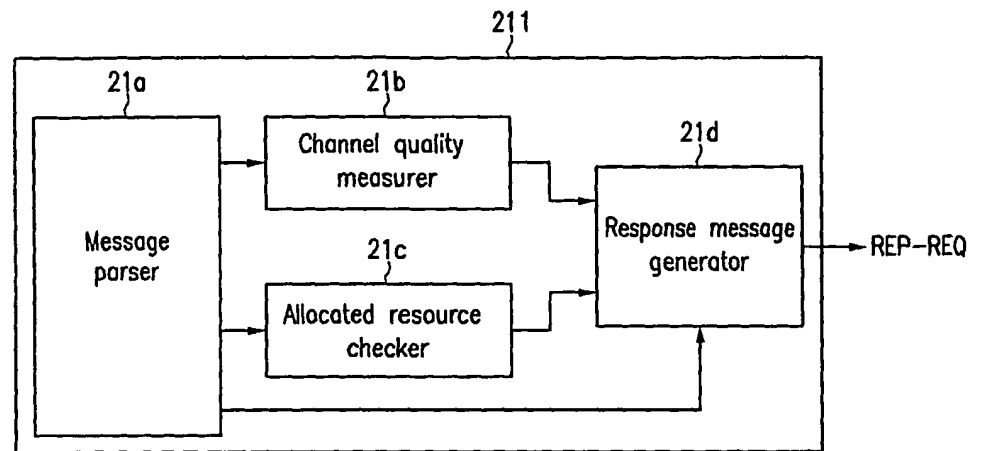 211
21a
21b
21d
Channel quality
measurer
Message
parser
21c
Response message
generator
REP-REQ
Allocated resource
checker